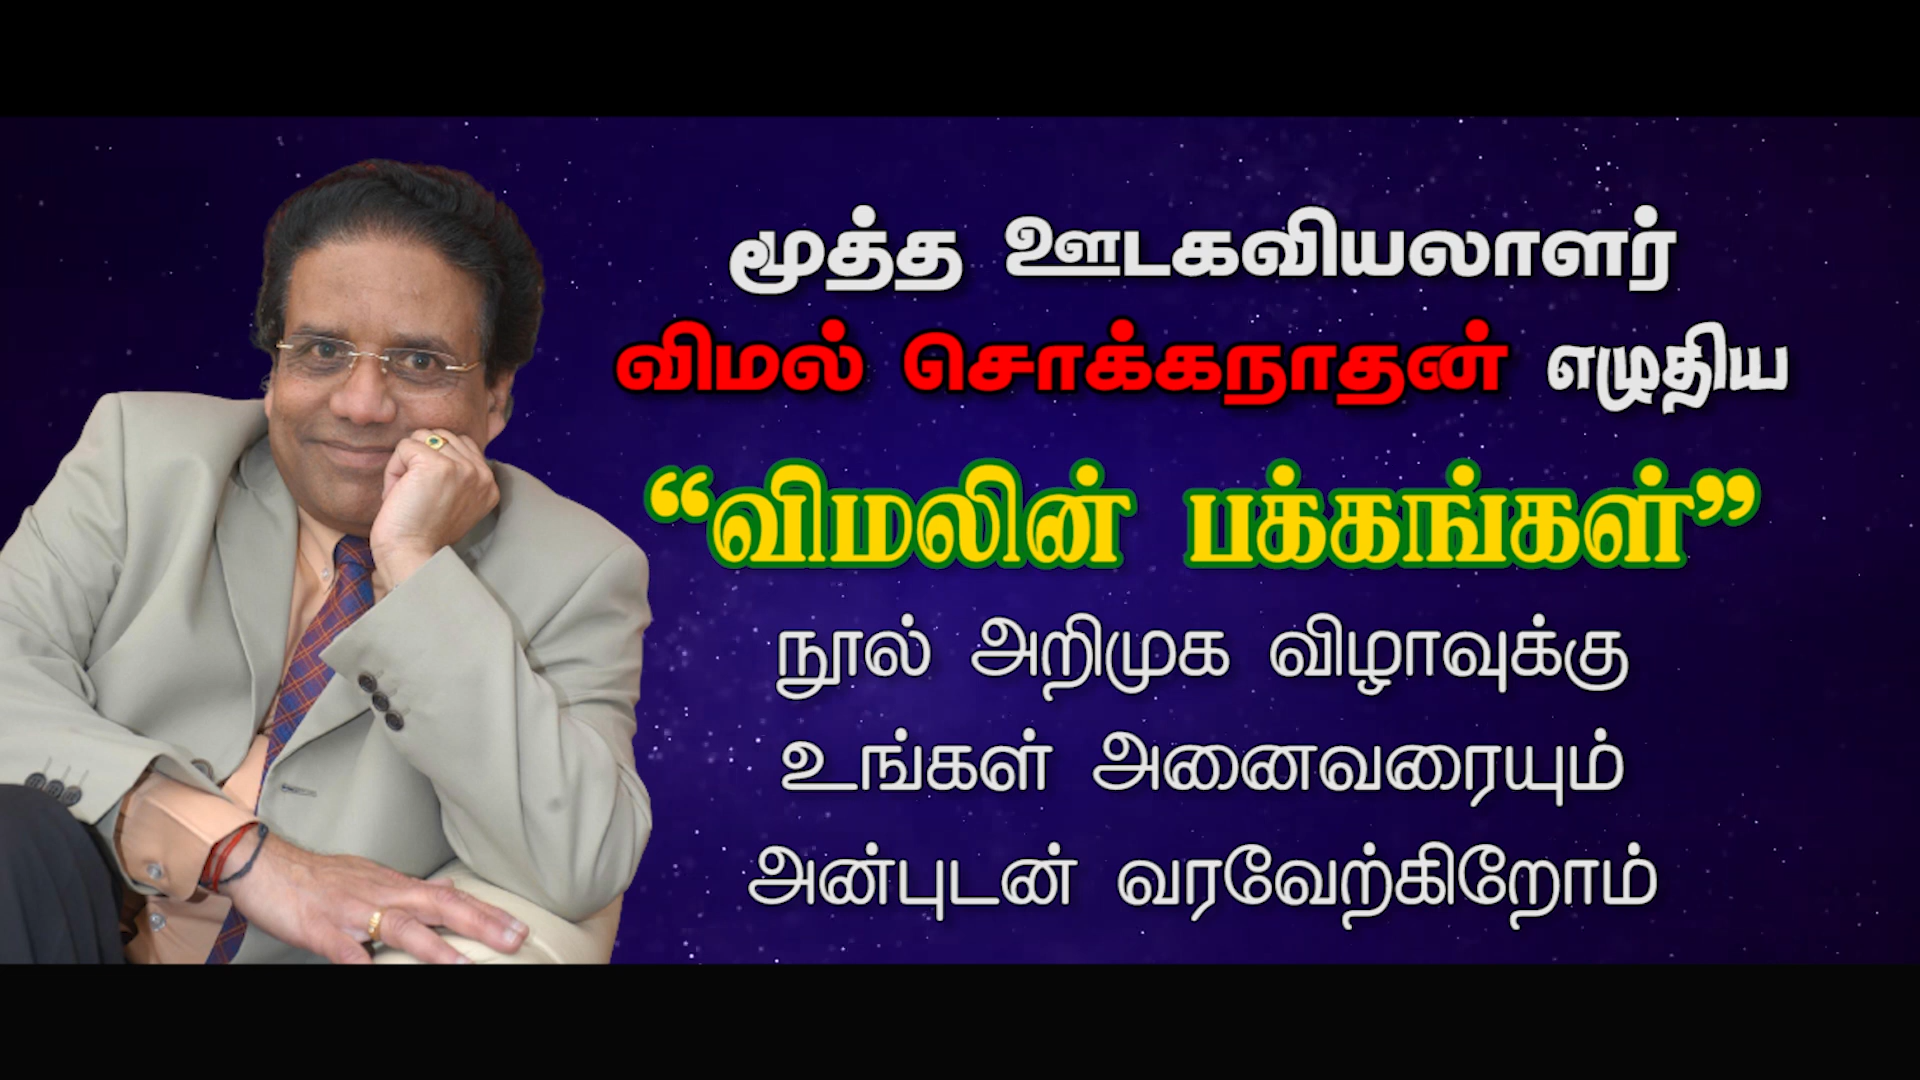 மூத்த ஊடகவியலாளர்
விமல் சொக்கநாதன் எழுதிய
“விமலின் பக்கங்கள்”
நூல் அறிமுக விழாவுக்கு
உங்கள் அனைவரையும்
அன்புடன் வரவேற்கிறோம்